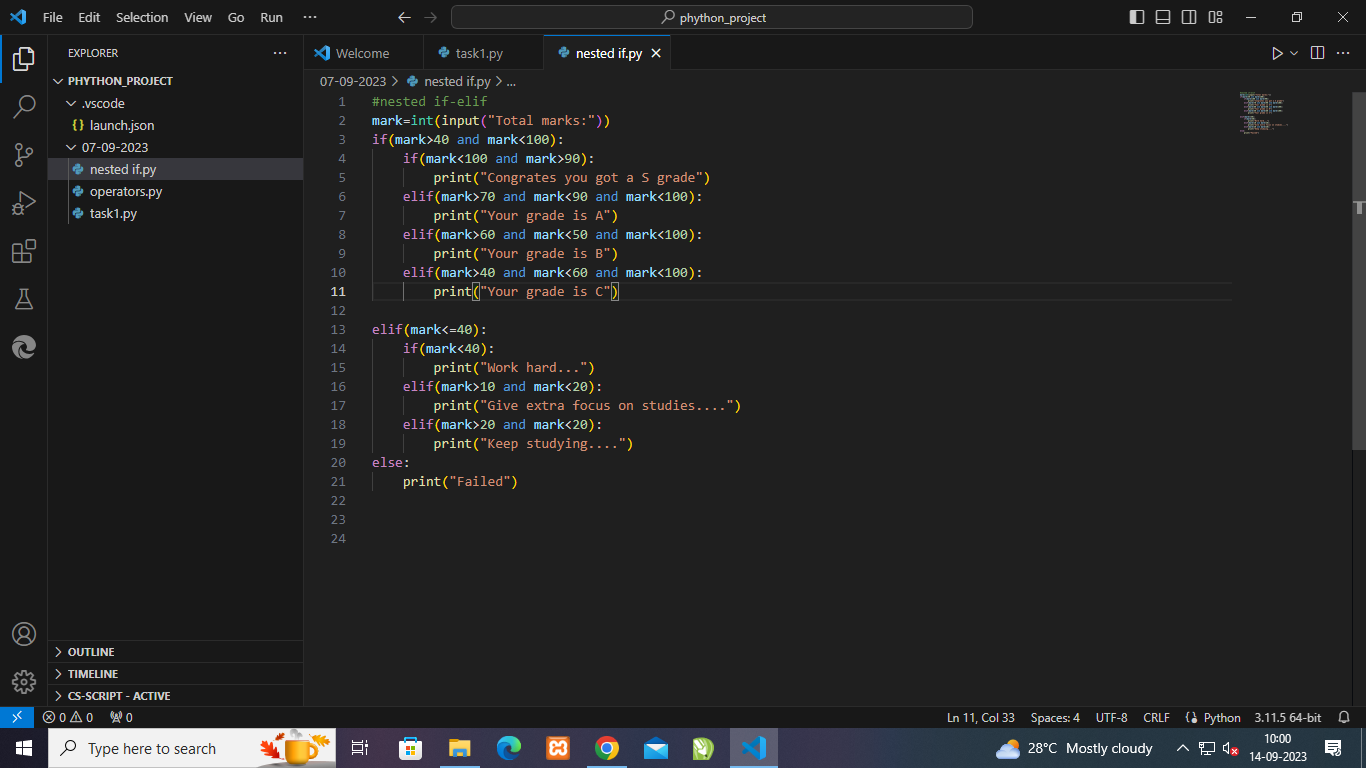 File Edit Selection View Go Run ··· phython_project
EXPLORER ···
PHYTHON_PROJECT
.vscode
launch.json
07-09-2023
nested if.py
operators.py
task1.py
OUTLINE
TIMELINE
CS-SCRIPT - ACTIVE
Welcome task1.py nested if.py
07-09-2023 > nested if.py > ...
1 #nested if-elif
2 mark=int(input("Total marks:"))
3 if(mark>40 and mark<100):
4     if(mark<100 and mark>90):
5         print("Congrates you got a S grade")
6     elif(mark>70 and mark<90 and mark<100):
7         print("Your grade is A")
8     elif(mark>60 and mark<50 and mark<100):
9         print("Your grade is B")
10     elif(mark>40 and mark<60 and mark<100):
11         print("Your grade is C")
12
13 elif(mark<=40):
14     if(mark<40):
15         print("Work hard...")
16     elif(mark>10 and mark<20):
17         print("Give extra focus on studies....")
18     elif(mark>20 and mark<20):
19         print("Keep studying....")
20 else:
21     print("Failed")
22
23
24
0 0 0 Ln 11, Col 33 Spaces: 4 UTF-8 CRLF Python 3.11.5 64-bit
Type here to search 28°C Mostly cloudy 10:00
14-09-2023